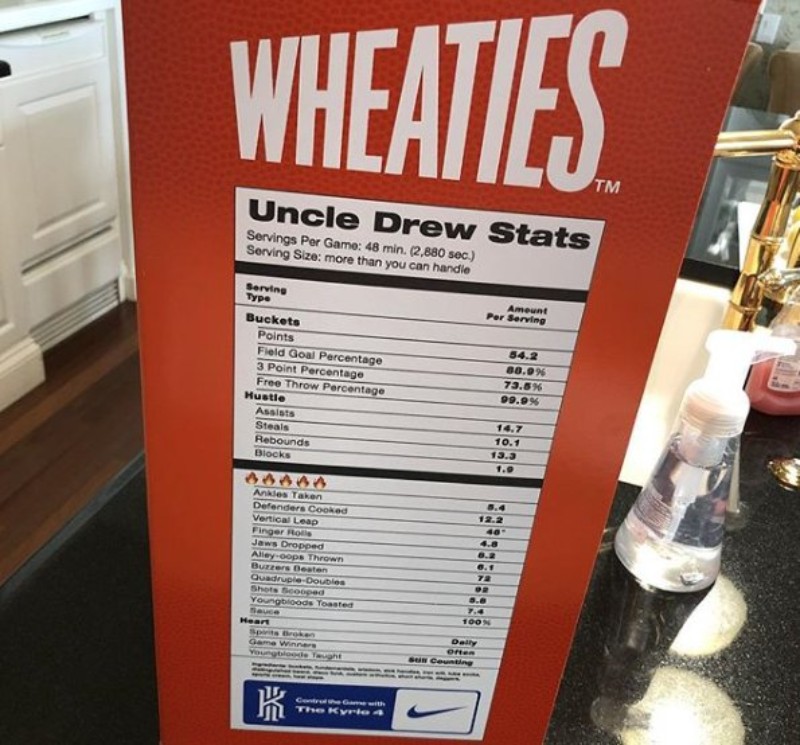 WHEATIES TM
Uncle Drew Stats
Servings Per Game: 48 min. (2,880 sec.)
Serving Size: more than you can handle
Serving
Type
Amount
Per Serving
Buckets
Points 54.2
Field Goal Percentage 88.9%
3 Point Percentage 73.5%
Free Throw Percentage 99.9%
Hustle
Assists 14.7
Steals 10.1
Rebounds 13.3
Blocks 1.9
Ankles Taken 5.4
Defenders Cooked 12.2
Vertical Leap 46"
Finger Rolls 4.8
Jaws Dropped 8.2
Alley-oops Thrown 6.1
Buzzers Beaten 72
Quadruple-Doubles 92
Shots Scooped 5.8
Youngbloods Toasted 7.4
Sauce 100%
Heart
Spirits Broken Daily
Game Winners Often
Youngbloods Taught Still Counting
Control the Game with
The Kyrie 4